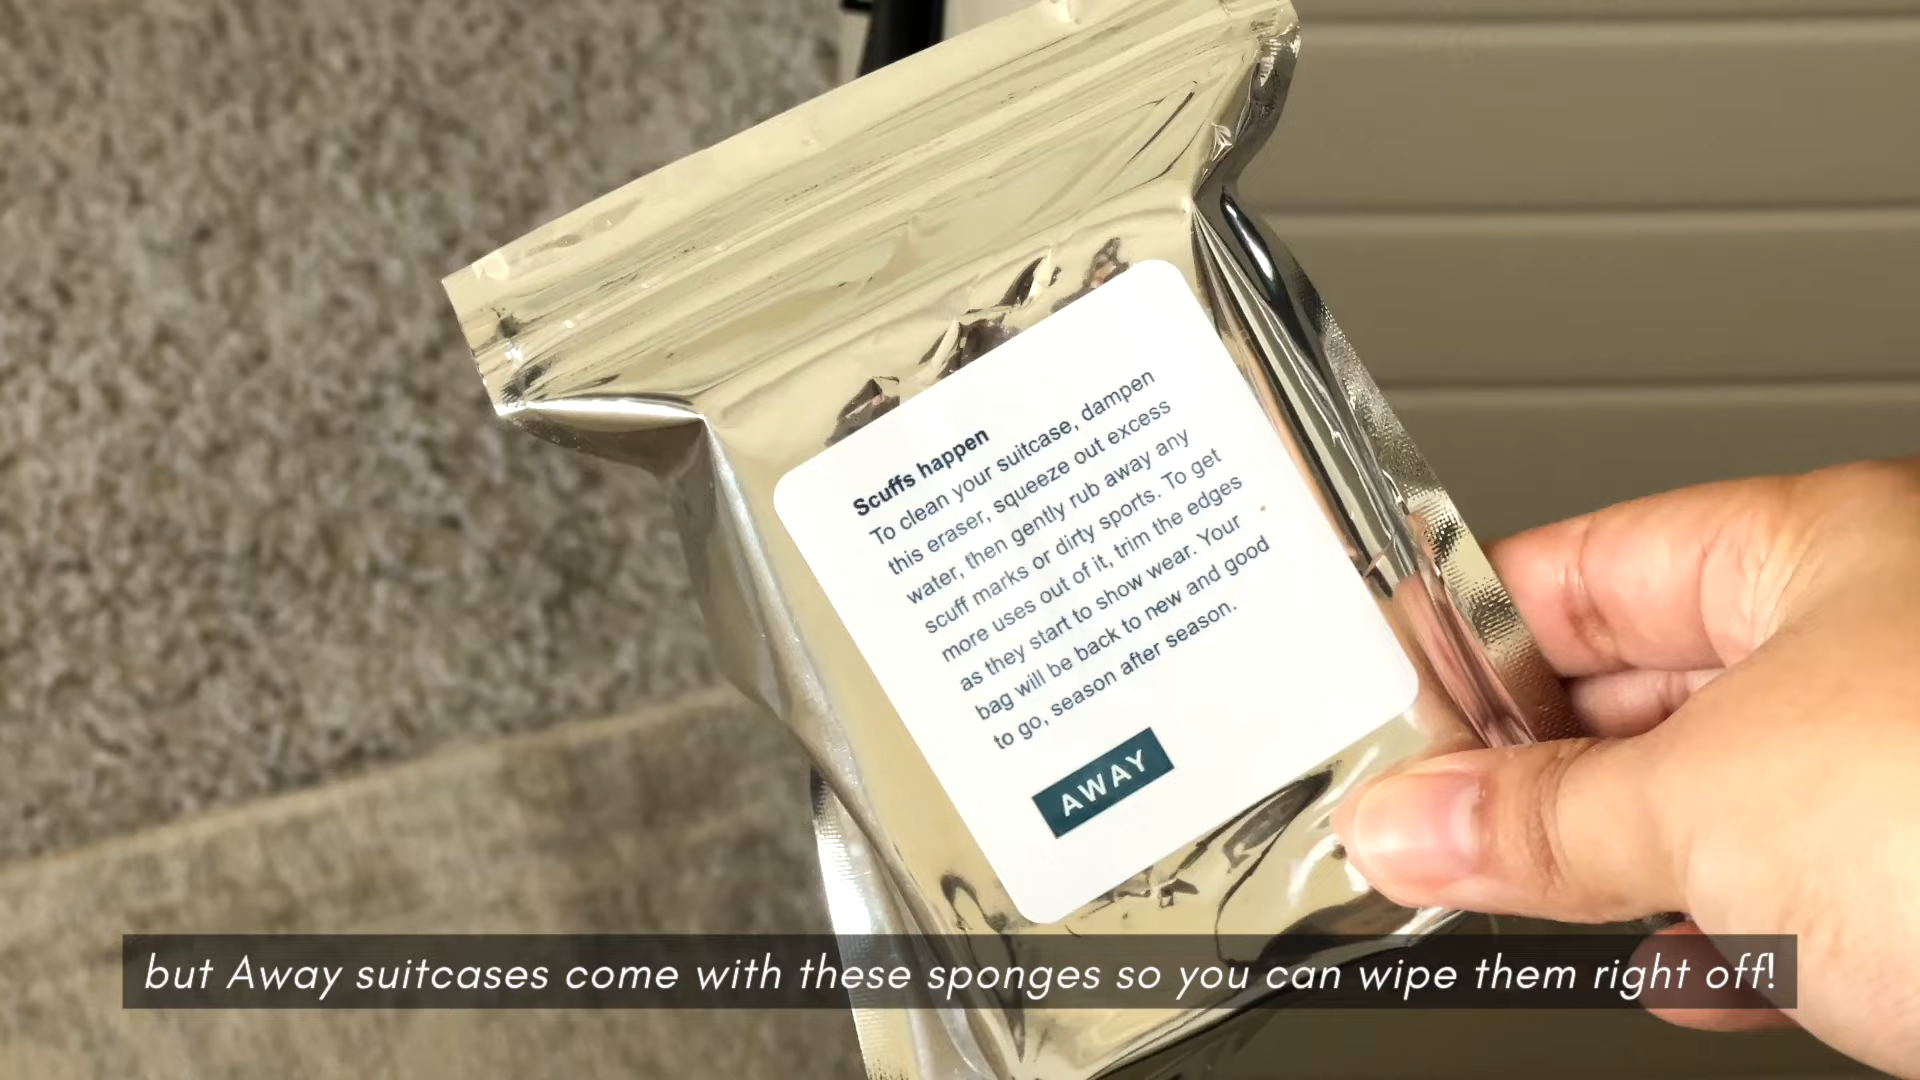 Scuffs happen
To clean your suitcase, dampen
this eraser, squeeze out excess
water, then gently rub away any
scuff marks or dirty sports. To get
more uses out of it, trim the edges
as they start to show wear. Your
bag will be back to new and good
to go, season after season.
AWAY
but Away suitcases come with these sponges so you can wipe them right off!